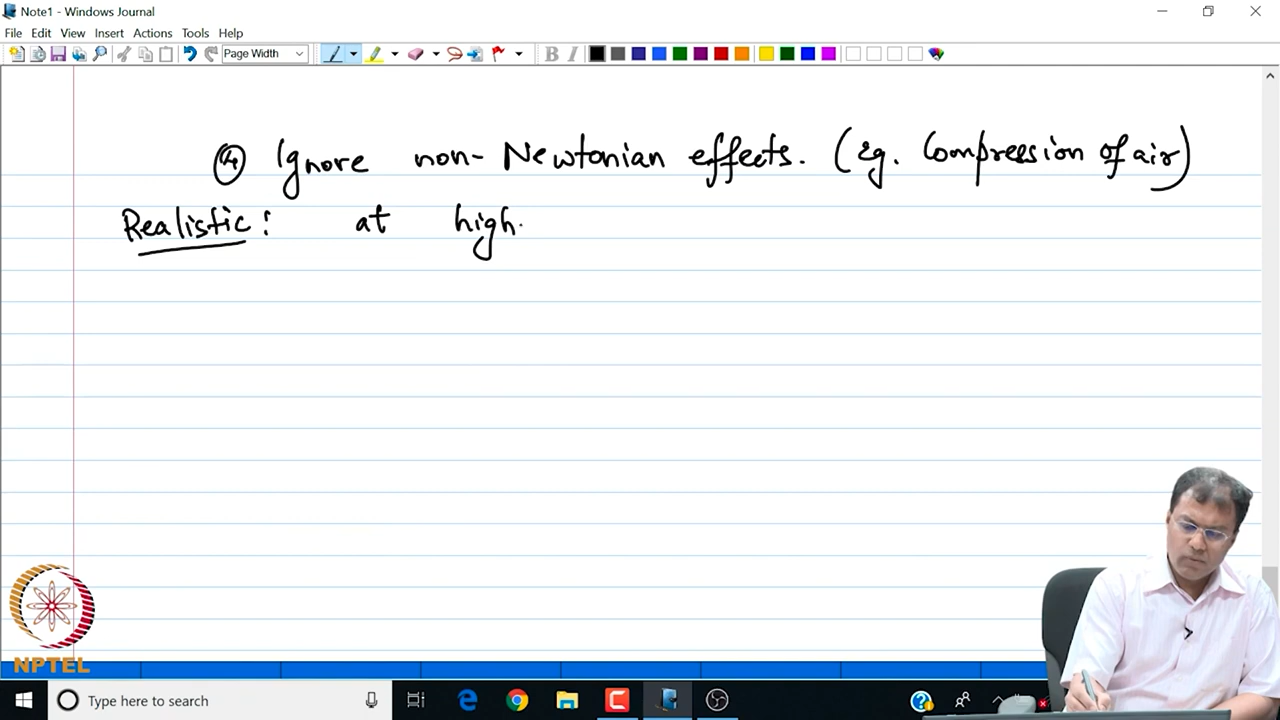 Note1 - Windows Journal
File Edit View Insert Actions Tools Help
Page Width B I
④ Ignore non-Newtonian effects. (eg. Compression of air)
Realistic: at high
NPTEL
Type here to search